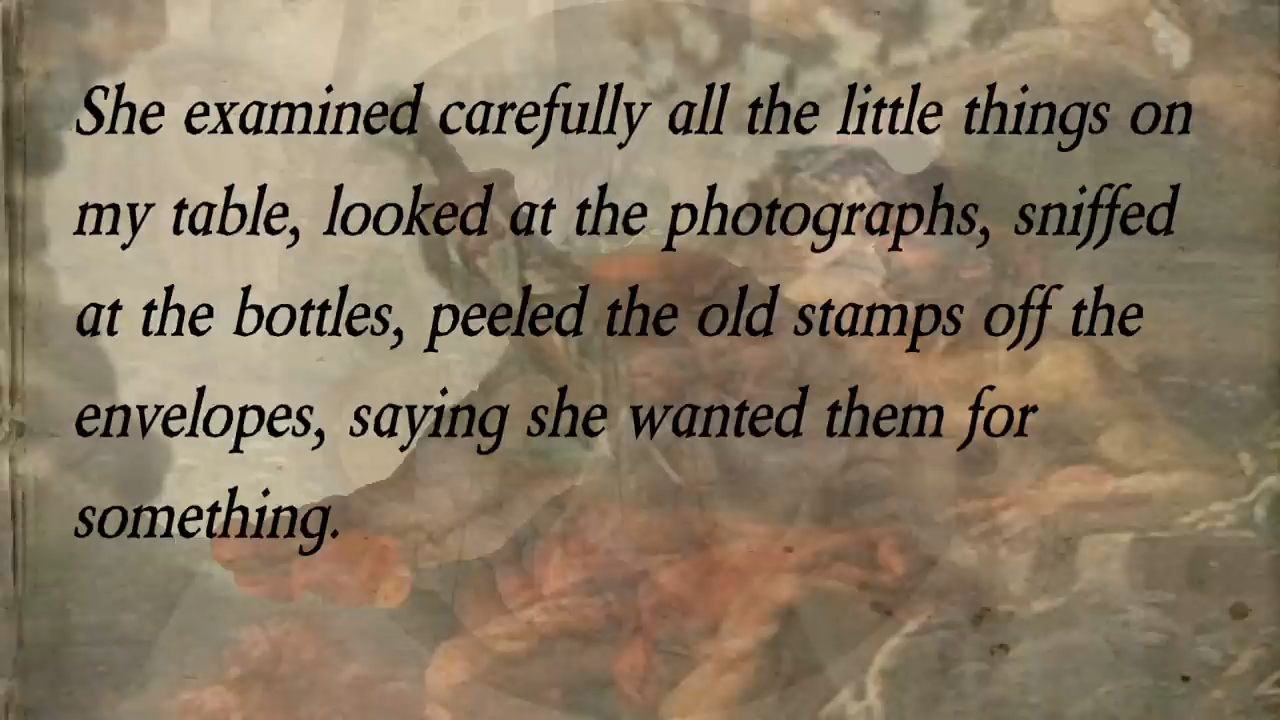 She examined carefully all the little things on
my table, looked at the photographs, sniffed
at the bottles, peeled the old stamps off the
envelopes, saying she wanted them for
something.